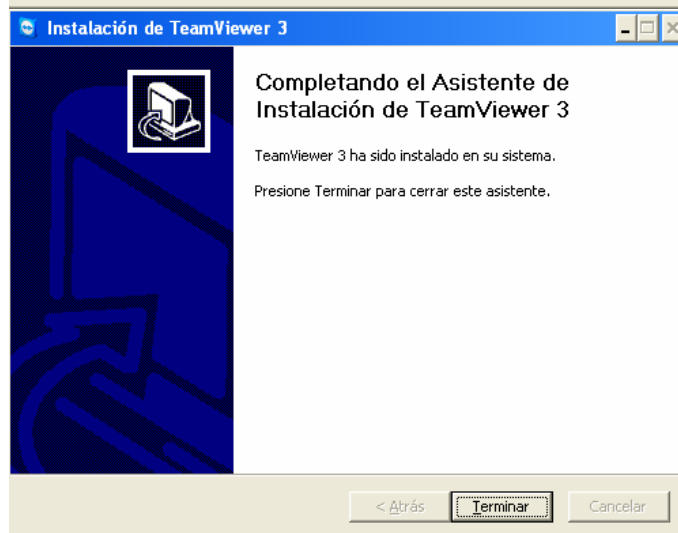 Instalación de TeamViewer 3
Completando el Asistente de
Instalación de TeamViewer 3
TeamViewer 3 ha sido instalado en su sistema.
Presione Terminar para cerrar este asistente.
< Atrás
Terminar
Cancelar